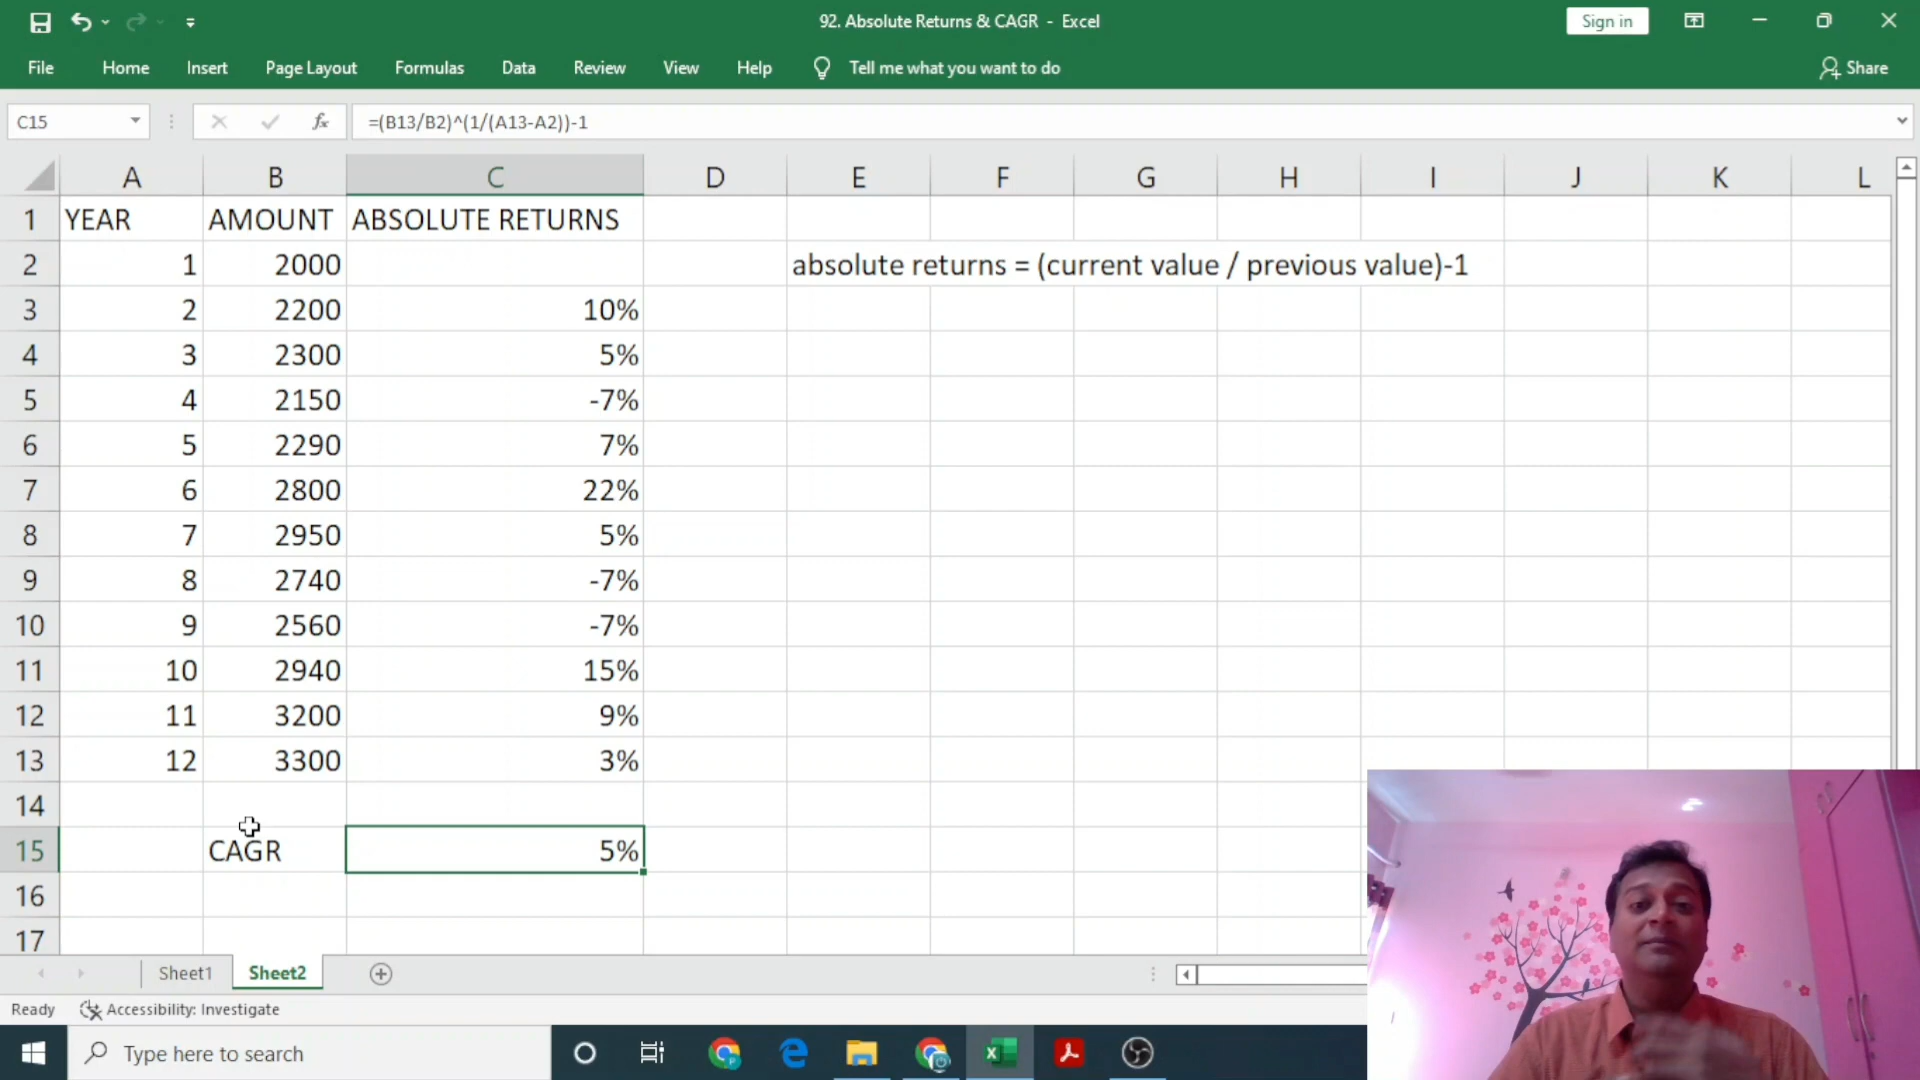 92. Absolute Returns & CAGR - Excel
Sign in
File Home Insert Page Layout Formulas Data Review View Help Tell me what you want to do Share
C15 fx =(B13/B2)^(1/(A13-A2))-1
A B C D E F G H I J K L
1 YEAR AMOUNT ABSOLUTE RETURNS
2 1 2000 absolute returns = (current value / previous value)-1
3 2 2200 10%
4 3 2300 5%
5 4 2150 -7%
6 5 2290 7%
7 6 2800 22%
8 7 2950 5%
9 8 2740 -7%
10 9 2560 -7%
11 10 2940 15%
12 11 3200 9%
13 12 3300 3%
14
15 CAGR 5%
16
17
Sheet1 Sheet2
Ready Accessibility: Investigate
Type here to search